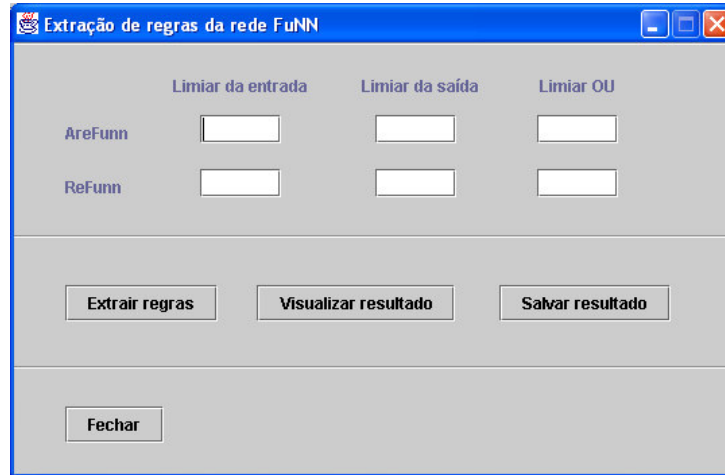 Extração de regras da rede FuNN
Limiar da entrada Limiar da saída Limiar OU
AreFunn
ReFunn
Extrair regras Visualizar resultado Salvar resultado
Fechar